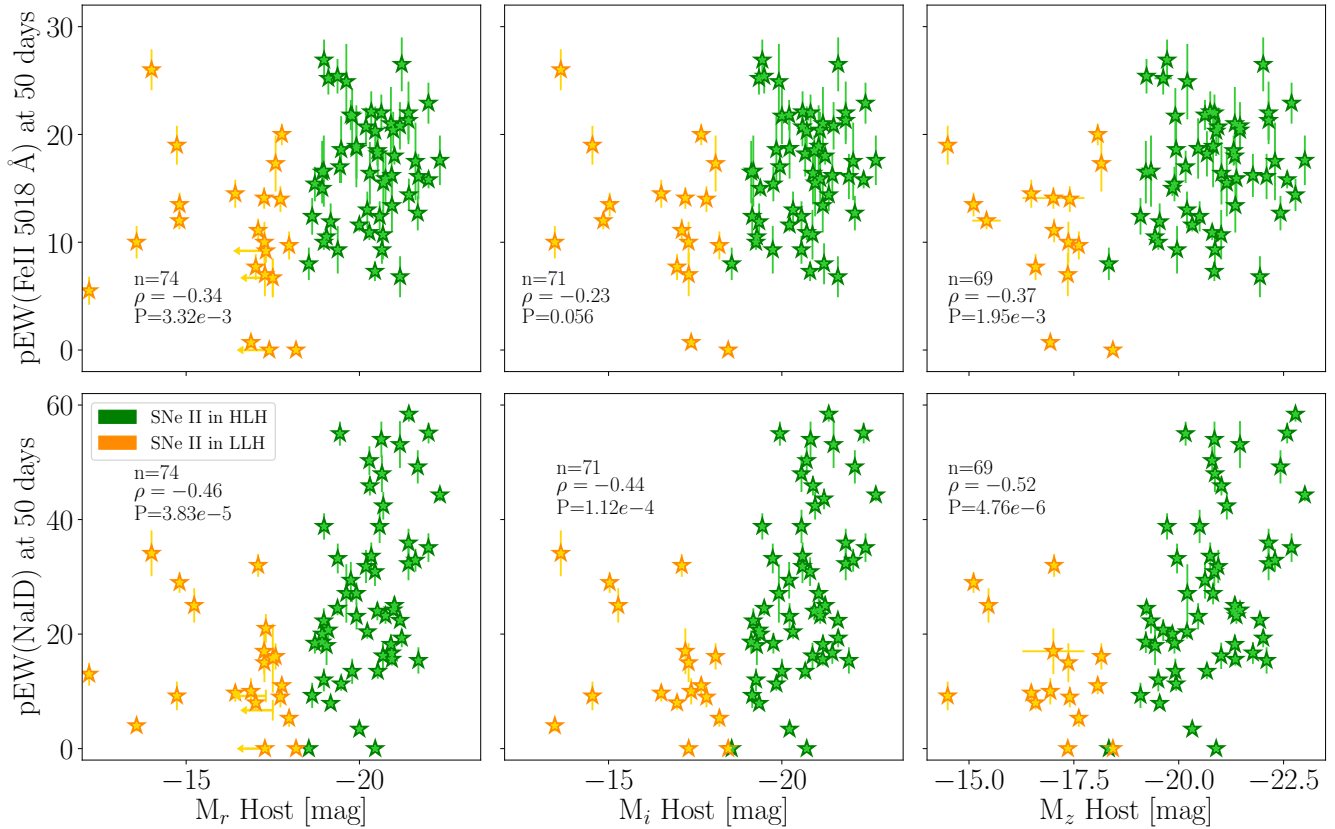 30
20
10
0
pEW(FeII 5018 Å) at 50 days
n=74
ρ = −0.34
P=3.32e−3
n=71
ρ = −0.23
P=0.056
n=69
ρ = −0.37
P=1.95e−3
60
40
20
0
pEW(NaID) at 50 days
SNe II in HLH
SNe II in LLH
n=74
ρ = −0.46
P=3.83e−5
n=71
ρ = −0.44
P=1.12e−4
n=69
ρ = −0.52
P=4.76e−6
−15 −20
−15 −20
−15.0 −17.5 −20.0 −22.5
M_r Host [mag]
M_i Host [mag]
M_z Host [mag]